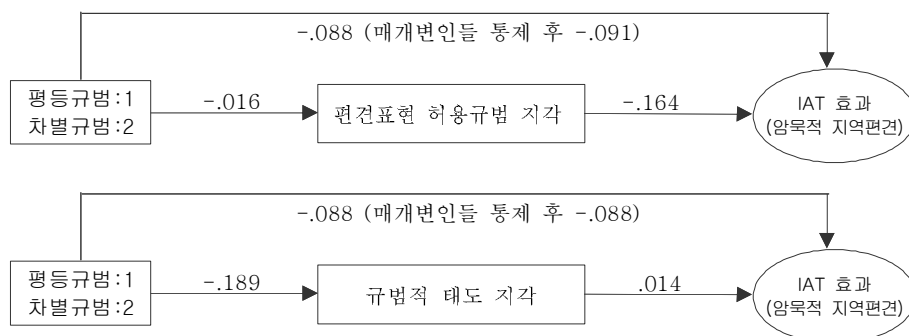 -.088 (매개변인들 통제 후 -.091)
평등규범:1
차별규범:2
-.016
편견표현 허용규범 지각
-.164
IAT 효과
(암묵적 지역편견)
-.088 (매개변인들 통제 후 -.088)
평등규범:1
차별규범:2
-.189
규범적 태도 지각
.014
IAT 효과
(암묵적 지역편견)